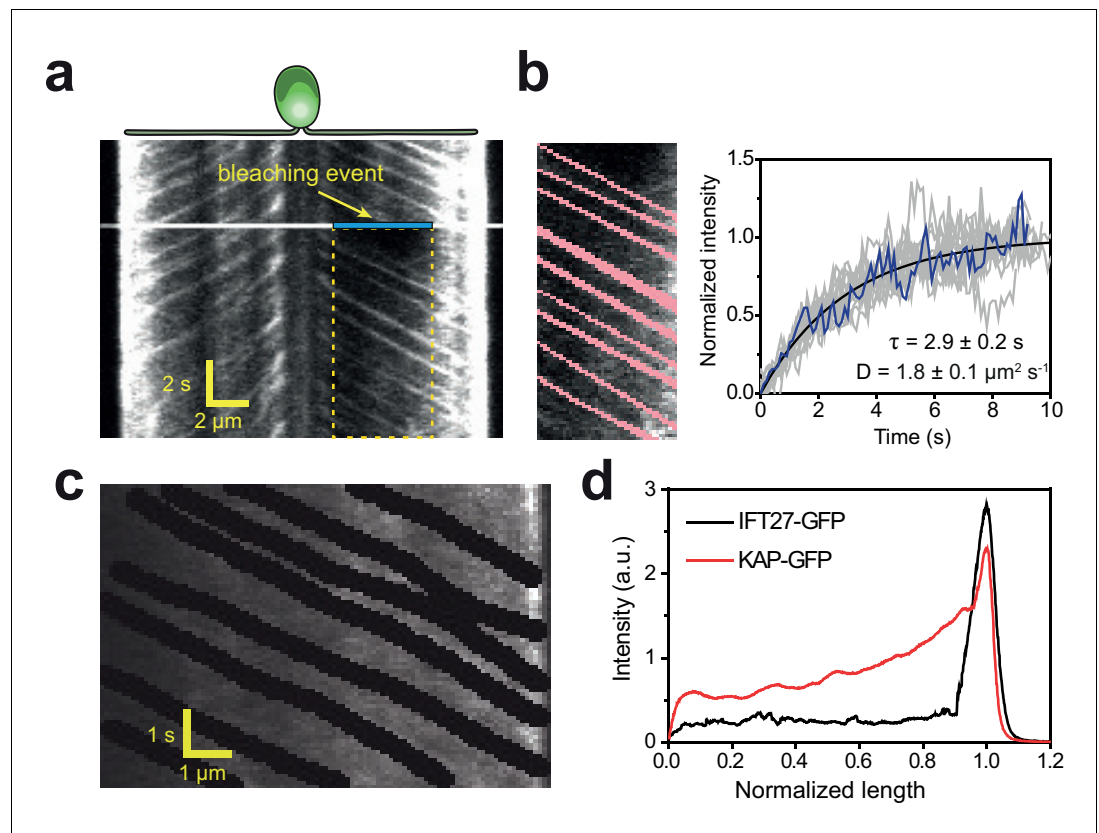 a
bleaching event
2 s
2 µm
b
Normalized intensity
1.5
1.0
0.5
0.0
τ = 2.9 ± 0.2 s
D = 1.8 ± 0.1 µm² s⁻¹
0 2 4 6 8 10
Time (s)
c
1 s
1 µm
d
Intensity (a.u.)
3
2
1
0
IFT27-GFP
KAP-GFP
0.0 0.2 0.4 0.6 0.8 1.0 1.2
Normalized length